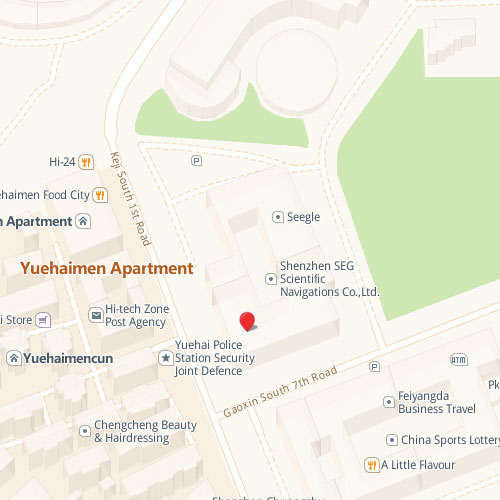 Hi-24
P
Keji South 1st Road
ehaimen Food City
n Apartment
Seegle
Yuehaimen Apartment
Shenzhen SEG
Scientific
Navigations Co.,Ltd.
Hi-tech Zone
Post Agency
i Store
Yuehai Police
Station Security
Joint Defence
Yuehaimencun
ATM
P
Gaoxin South 7th Road
Pk
Feiyangda
Business Travel
Chengcheng Beauty
& Hairdressing
China Sports Lottery
A Little Flavour